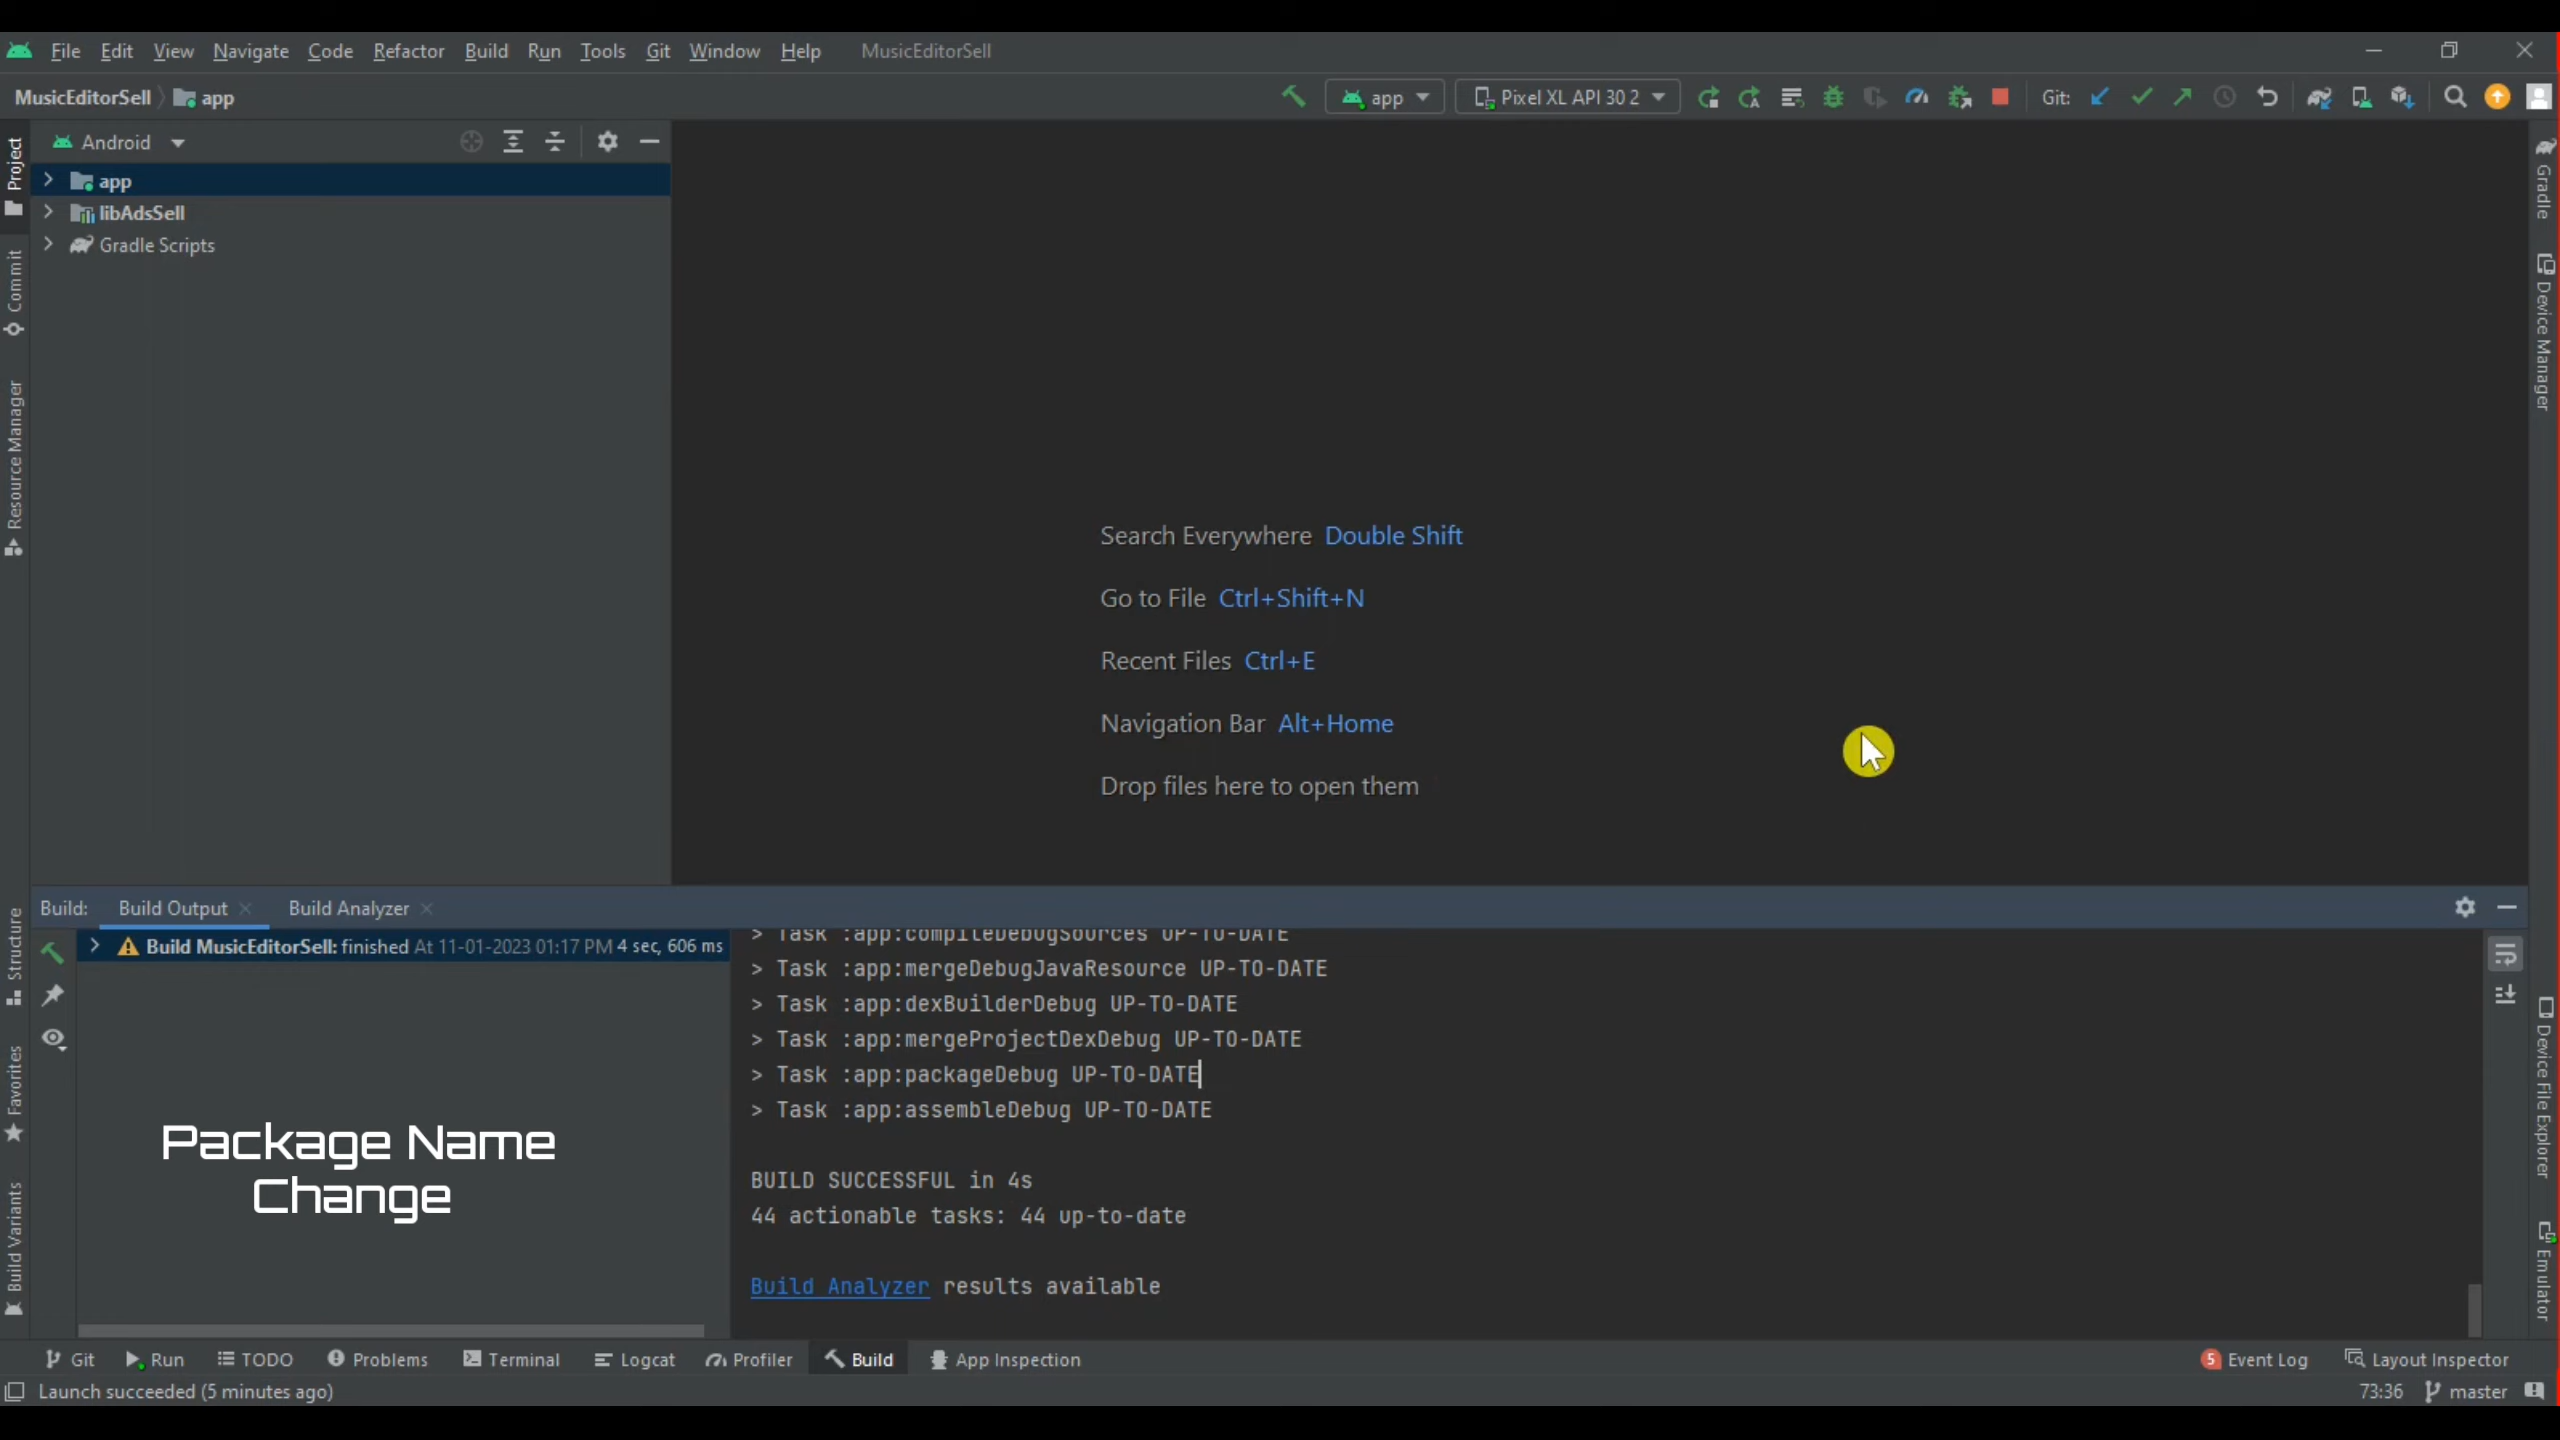 File Edit View Navigate Code Refactor Build Run Tools Git Window Help MusicEditorSell
MusicEditorSell app
app Pixel XL API 30 2 Git:
Android
app
libAdsSell
Gradle Scripts
Project
Commit
Resource Manager
Structure
Favorites
Build Variants
Gradle
Device Manager
Device File Explorer
Emulator
Search Everywhere Double Shift
Go to File Ctrl+Shift+N
Recent Files Ctrl+E
Navigation Bar Alt+Home
Drop files here to open them
Build: Build Output Build Analyzer
Build MusicEditorSell: finished At 11-01-2023 01:17 PM 4 sec, 606 ms
> Task :app:compileDebugSources UP-TO-DATE
> Task :app:mergeDebugJavaResource UP-TO-DATE
> Task :app:dexBuilderDebug UP-TO-DATE
> Task :app:mergeProjectDexDebug UP-TO-DATE
> Task :app:packageDebug UP-TO-DATE
> Task :app:assembleDebug UP-TO-DATE
BUILD SUCCESSFUL in 4s
44 actionable tasks: 44 up-to-date
Build Analyzer results available
Package Name
Change
Git Run TODO Problems Terminal Logcat Profiler Build App Inspection 5 Event Log Layout Inspector
Launch succeeded (5 minutes ago) 73:36 master